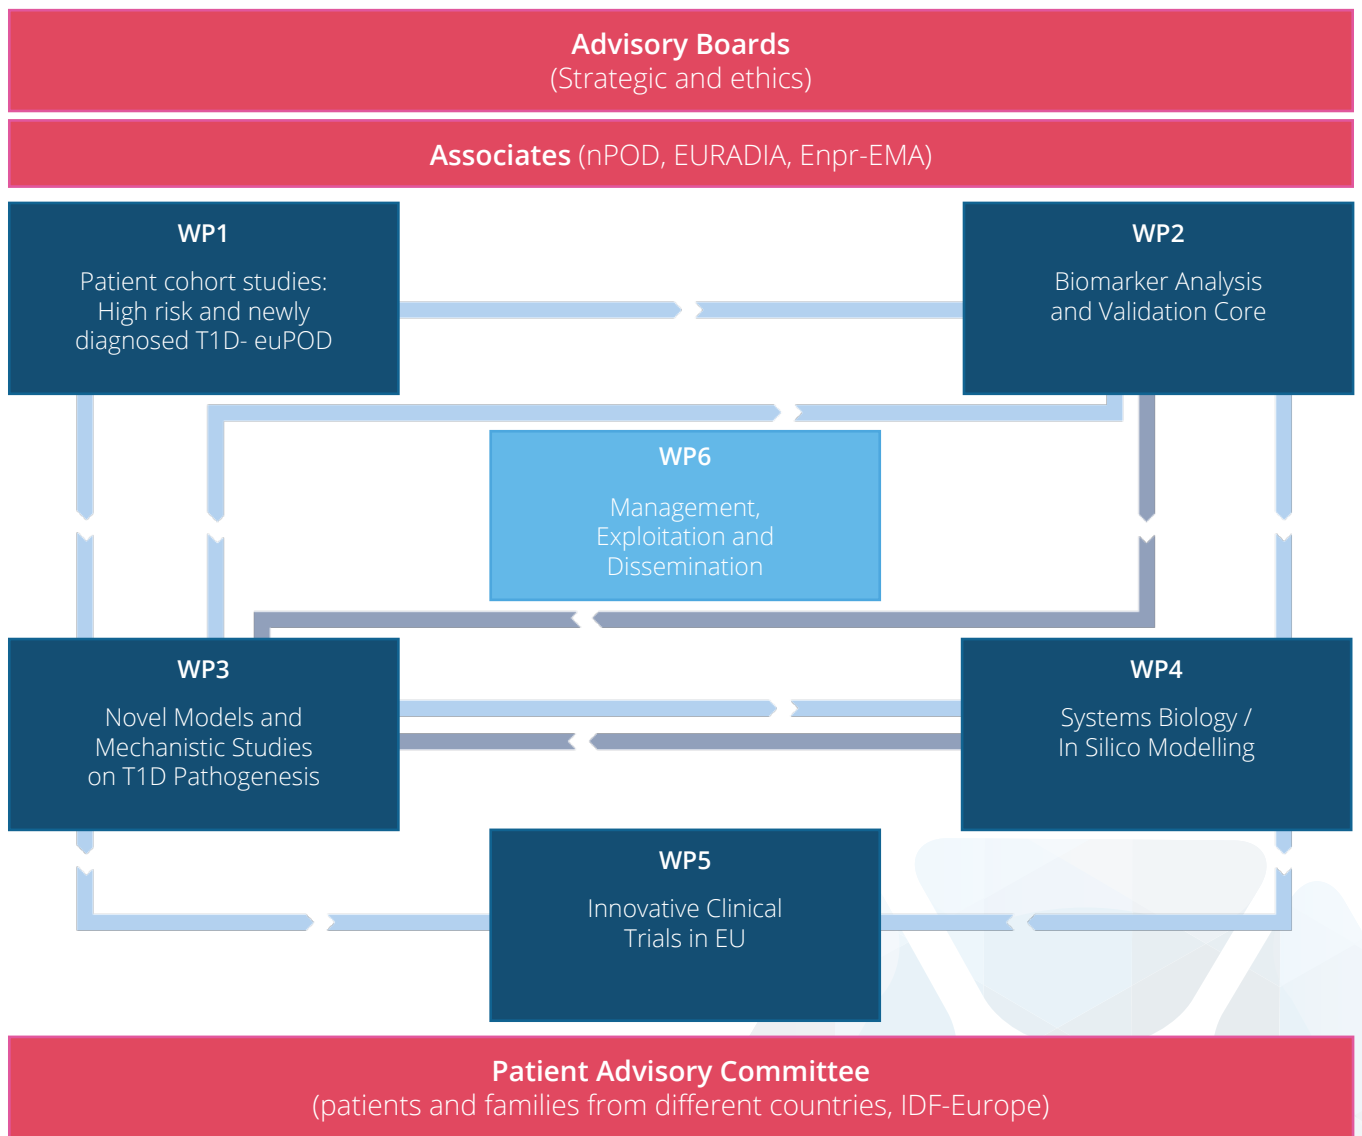 Advisory Boards
(Strategic and ethics)
Associates (nPOD, EURADIA, Enpr-EMA)
WP1
Patient cohort studies:
High risk and newly
diagnosed T1D- euPOD
WP2
Biomarker Analysis
and Validation Core
WP6
Management,
Exploitation and
Dissemination
WP3
Novel Models and
Mechanistic Studies
on T1D Pathogenesis
WP4
Systems Biology /
In Silico Modelling
WP5
Innovative Clinical
Trials in EU
Patient Advisory Committee
(patients and families from different countries, IDF-Europe)